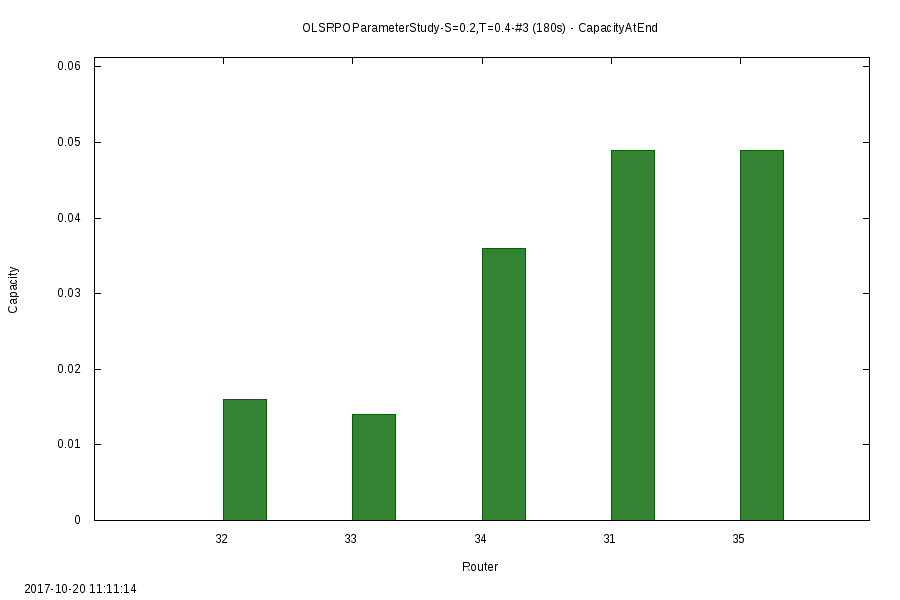 OLSRPOParameterStudy-S=0.2,T=0.4-#3 (180s) - CapacityAtEnd
0.06
0.05
0.04
0.03
0.02
0.01
0
Capacity
32 33 34 31 35
Router
2017-10-20 11:11:14